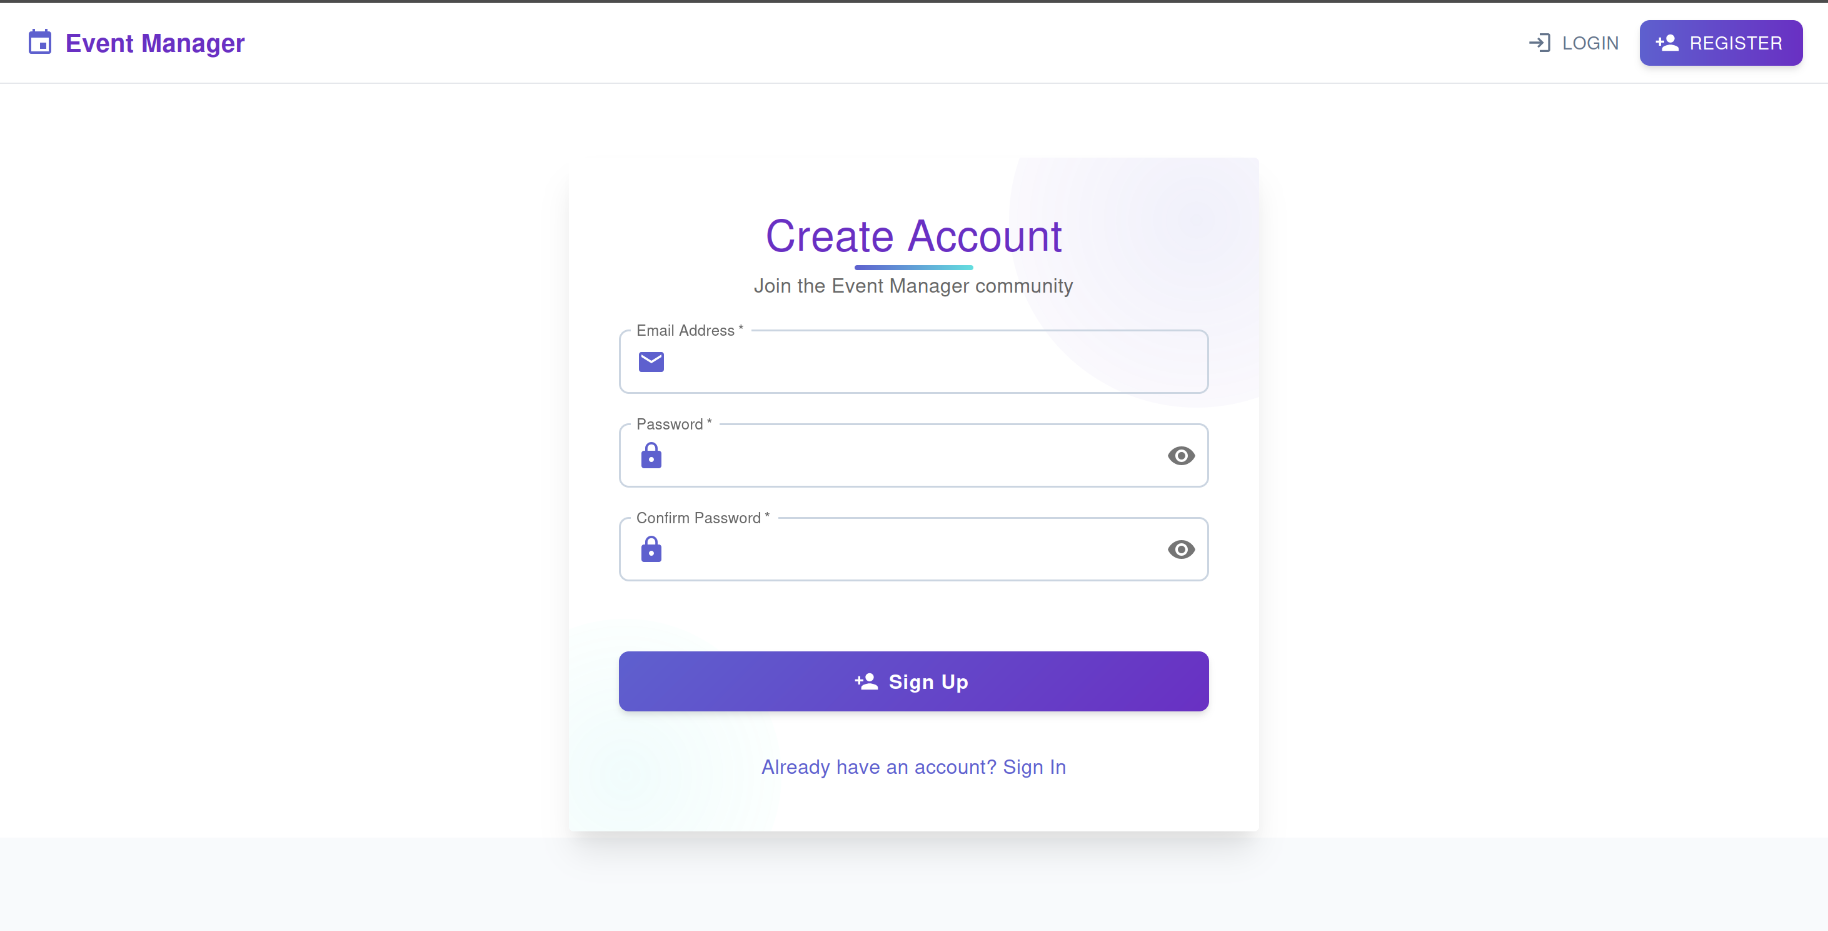 Event Manager
LOGIN
REGISTER
Create Account
Join the Event Manager community
Email Address *
Password *
Confirm Password *
Sign Up
Already have an account? Sign In